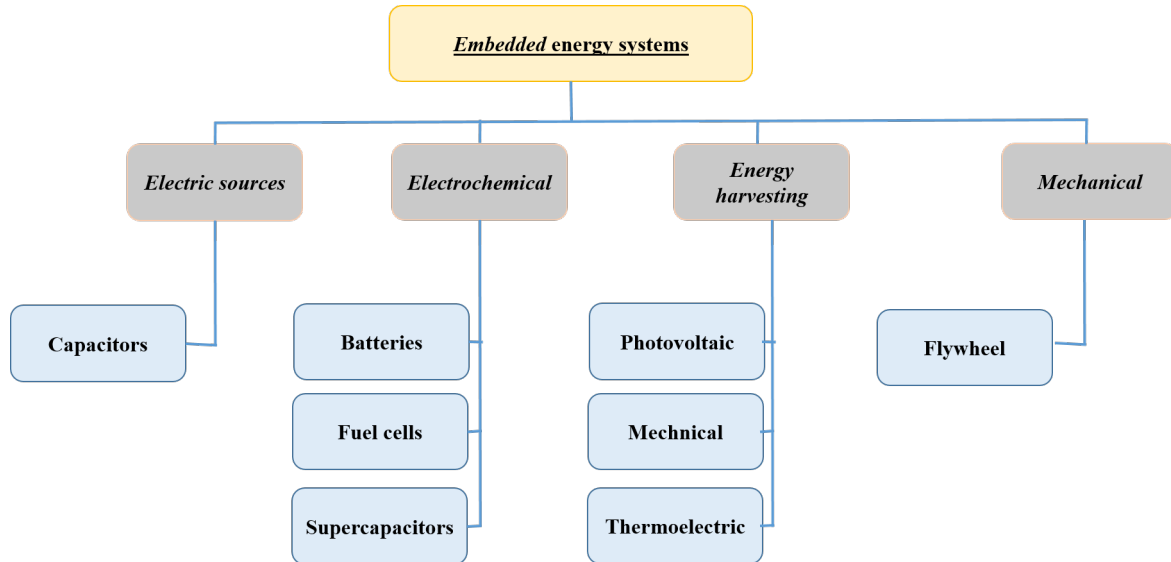 Embedded energy systems
Electric sources
Electrochemical
Energy
harvesting
Mechanical
Capacitors
Batteries
Photovoltaic
Flywheel
Fuel cells
Mechnical
Supercapacitors
Thermoelectric